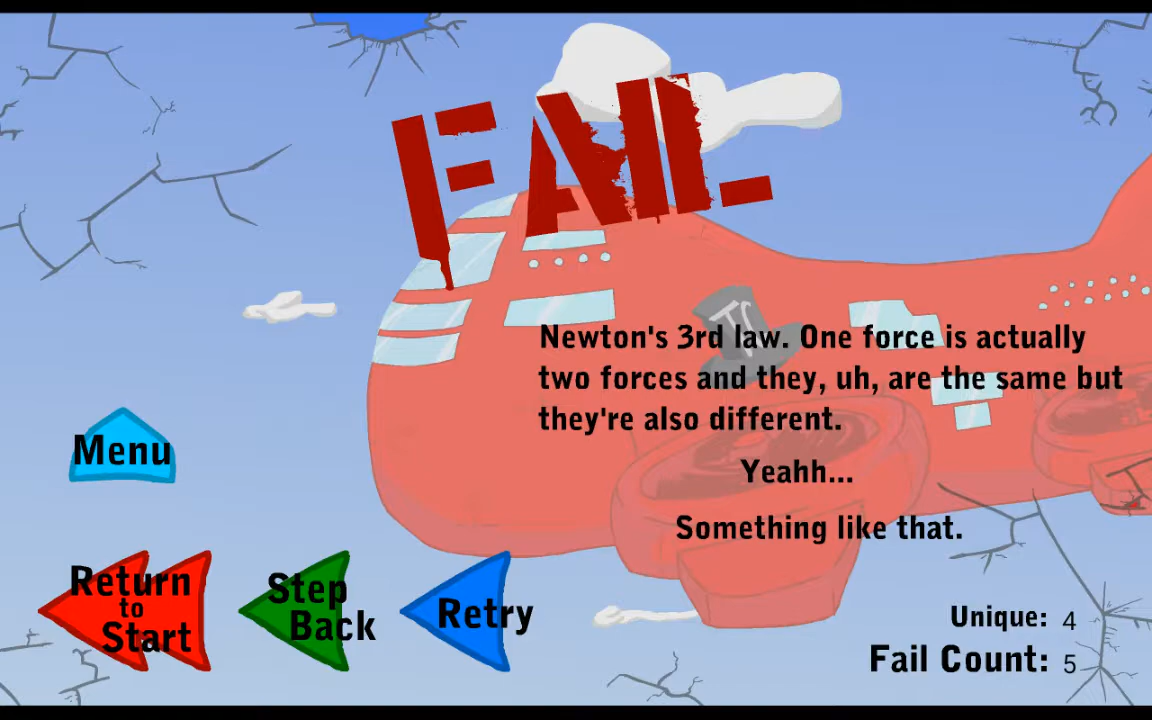 FAIL
TC
Newton's 3rd law. One force is actually
two forces and they, uh, are the same but
they're also different.
Yeahh...
Something like that.
Menu
Return
to
Start
Step
Back
Retry
Unique: 4
Fail Count: 5